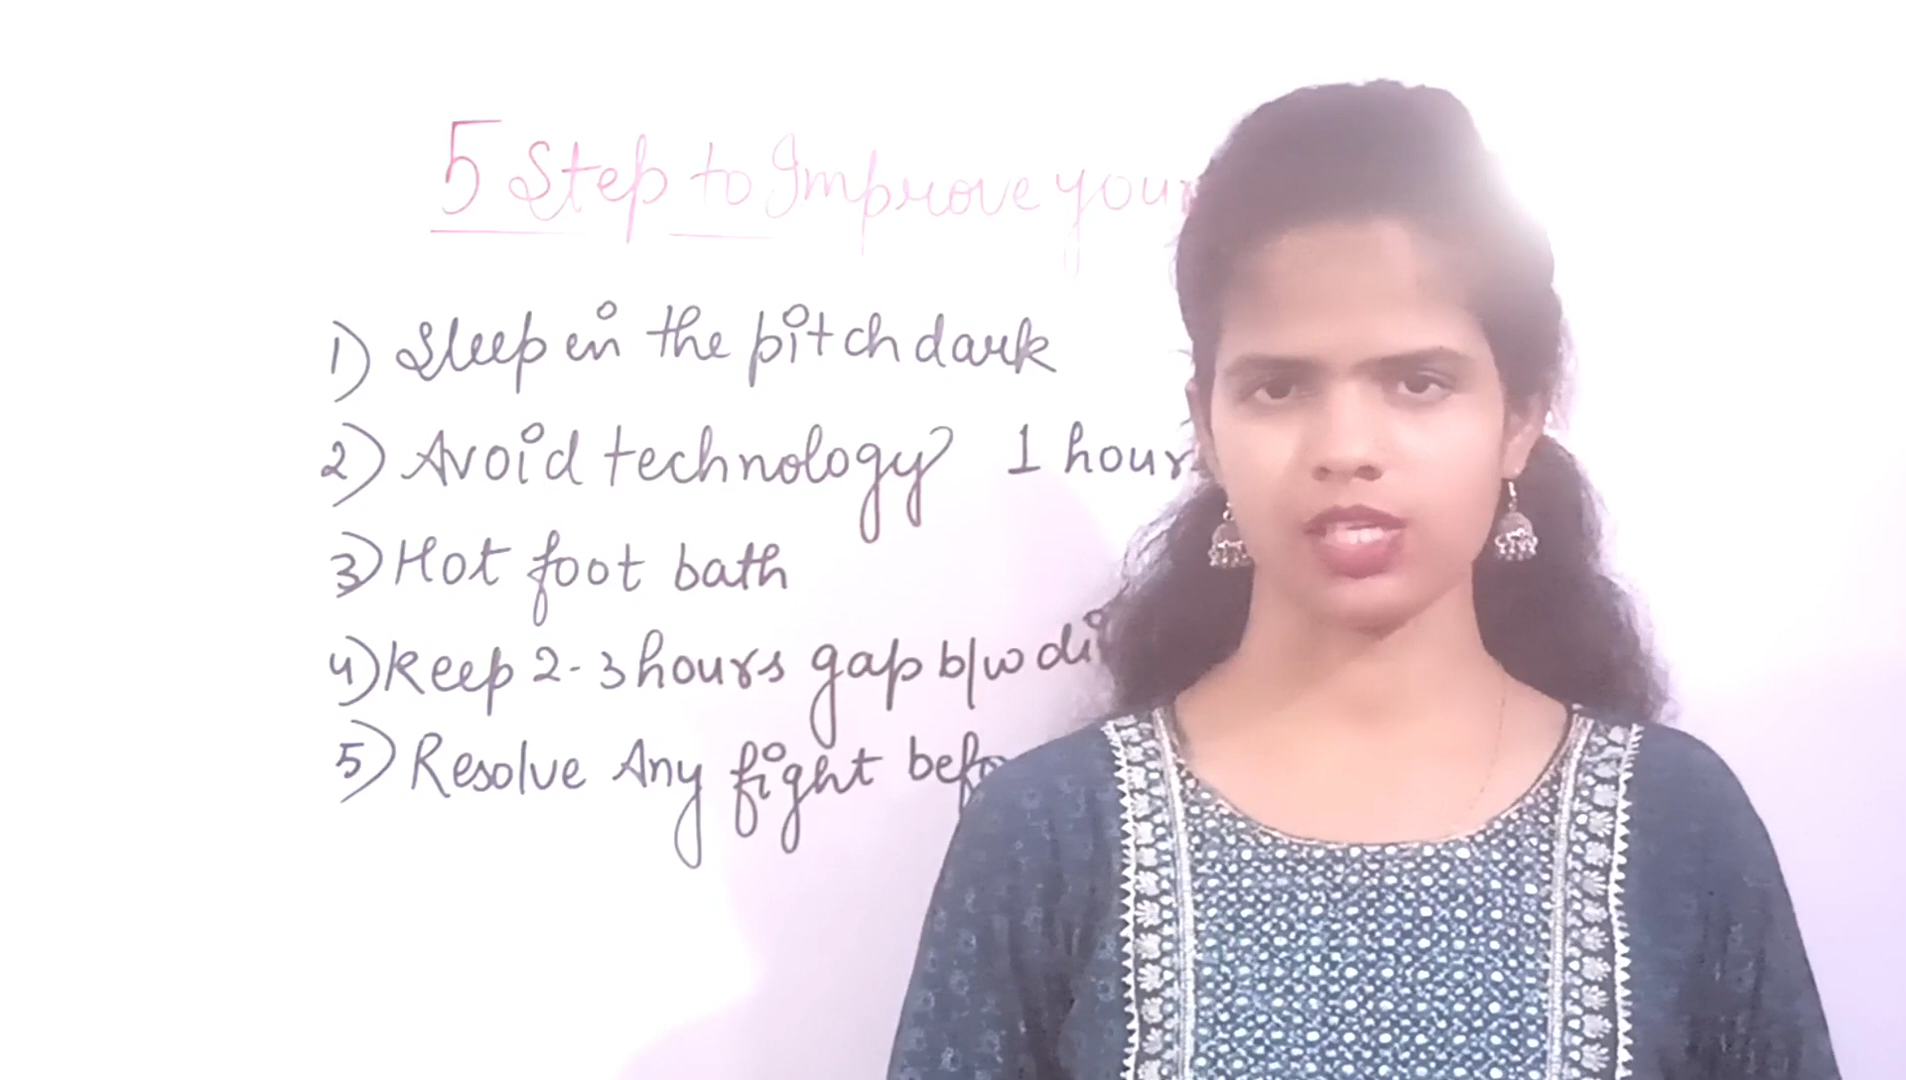 5 Step to Improve your
1) Sleep in the pitch dark
2) Avoid technology 1 hour
3) Hot foot bath
4) Keep 2-3 hours gap b/w
5) Resolve Any fight